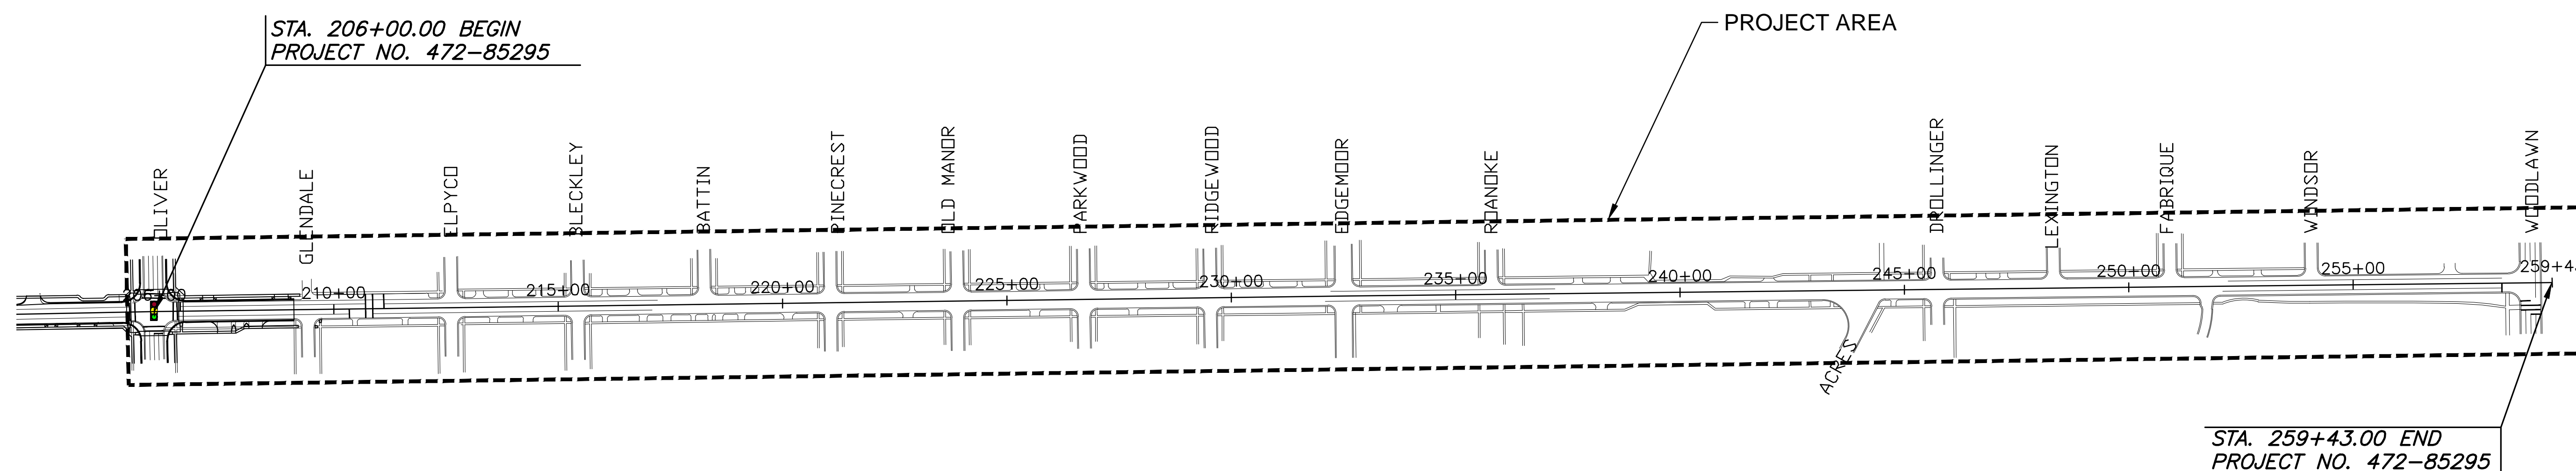 STA. 206+00.00 BEGIN
PROJECT NO. 472-85295
PROJECT AREA
OLIVER
GLENDALE
ELPYCO
BLECKLEY
BATTIN
PINECREST
OLD MANOR
PARKWOOD
RIDGEWOOD
EDGEMOOR
ROANOKE
DROLLINGER
LEXINGTON
FABRIQUE
WINDSOR
WOODLAWN
210+00
215+00
220+00
225+00
230+00
235+00
240+00
245+00
250+00
255+00
259+43
ACRES
STA. 259+43.00 END
PROJECT NO. 472-85295